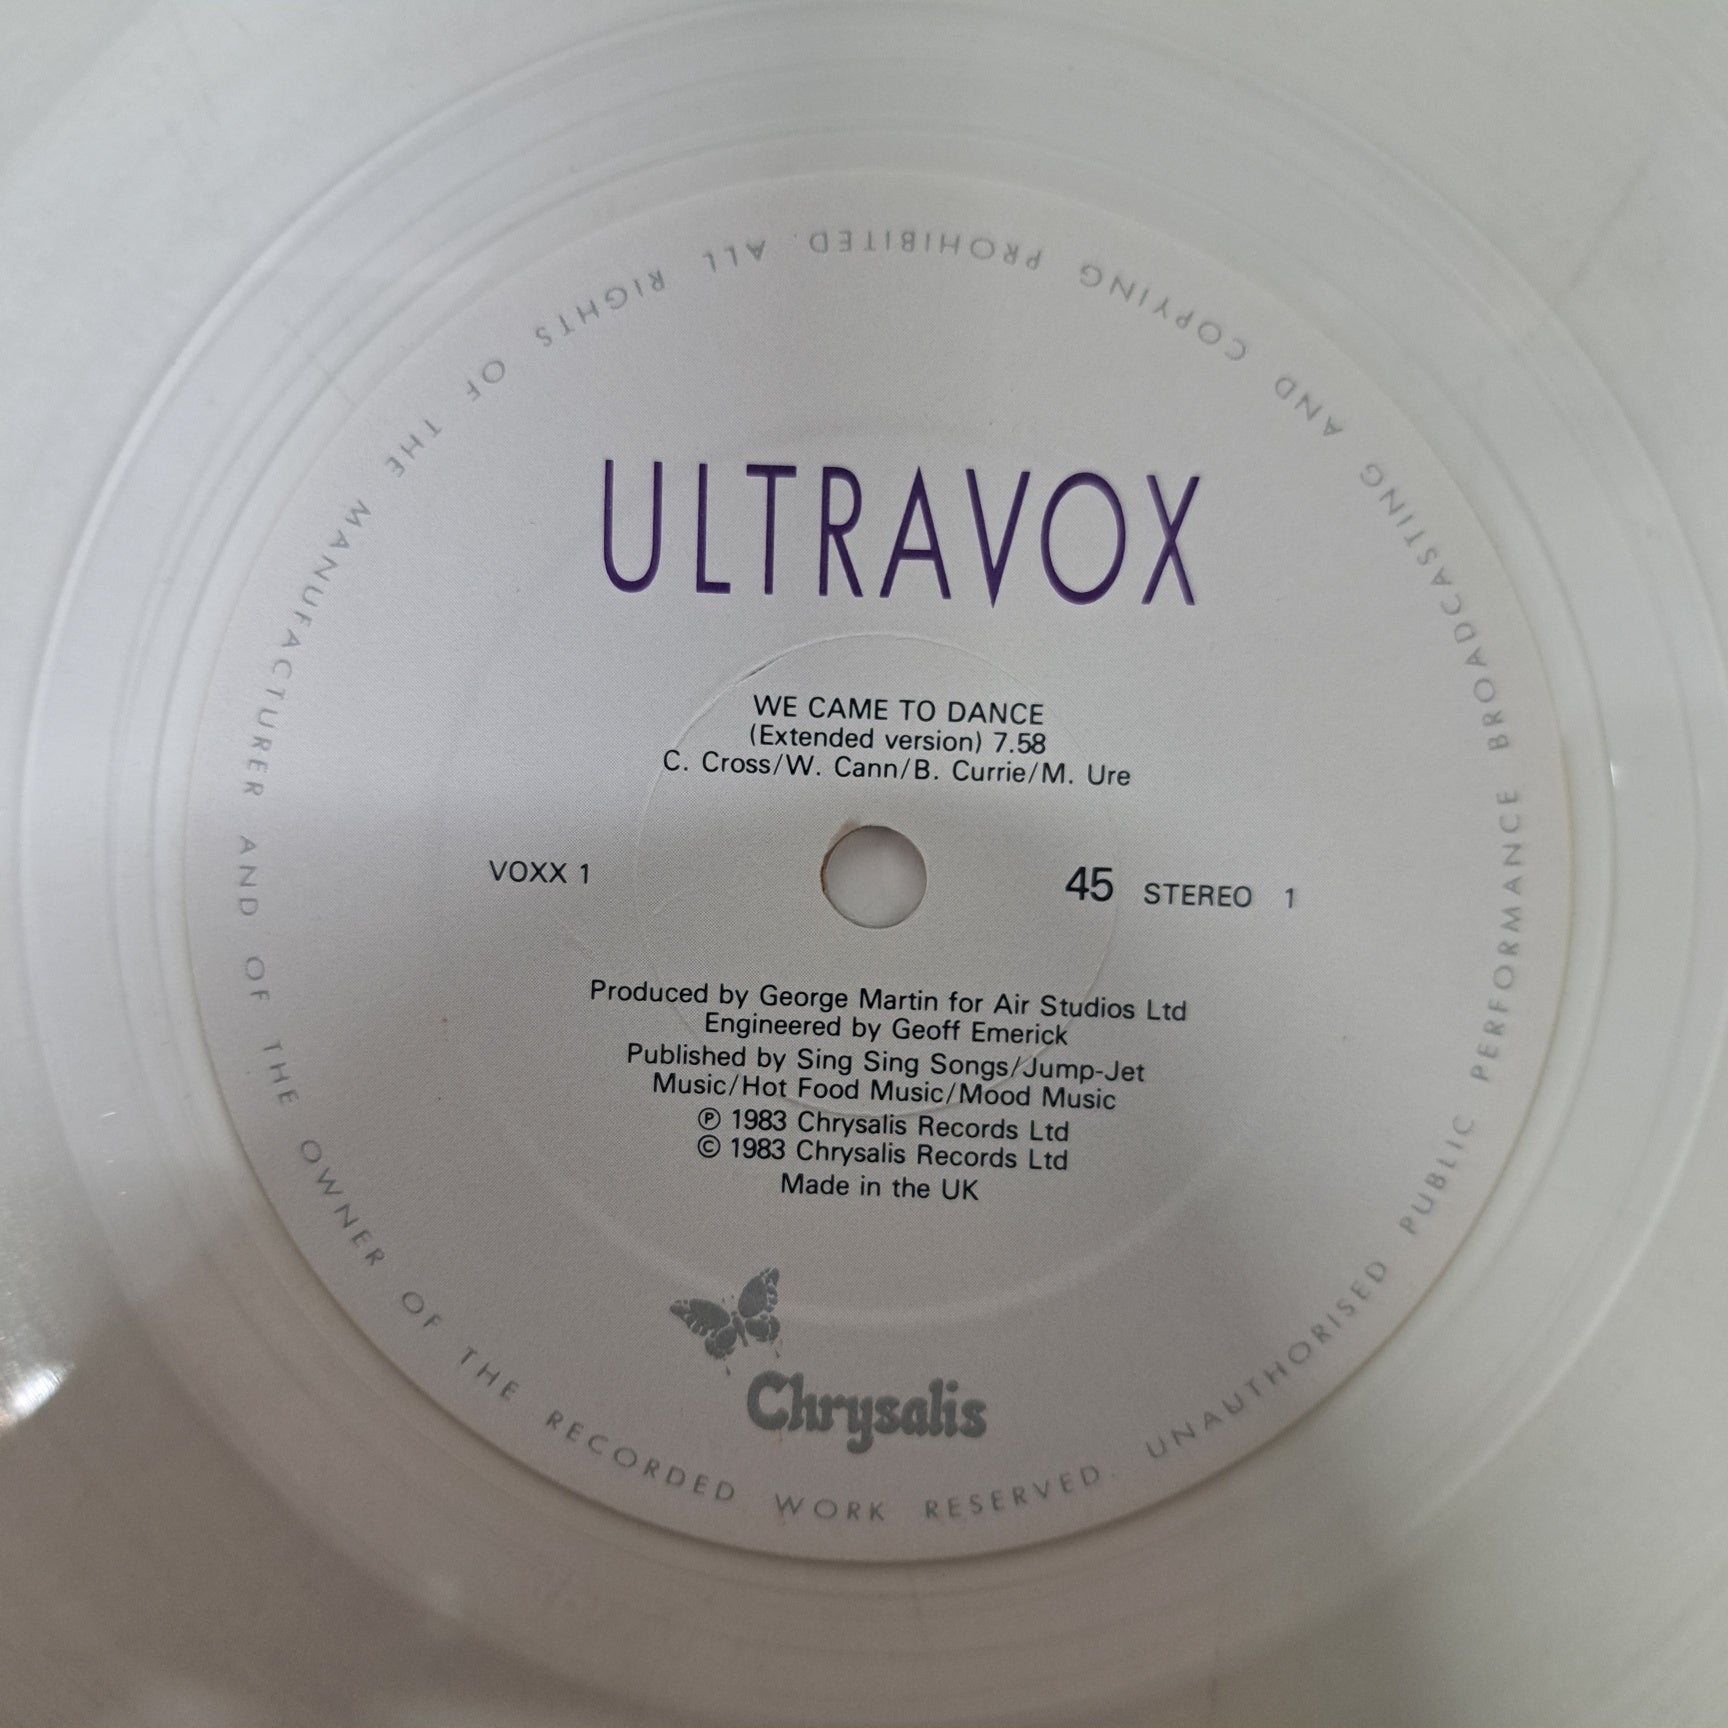 ULTRAVOX
WE CAME TO DANCE
(Extended version) 7.58
C. Cross/W. Cann/B. Currie/M. Ure
VOXX 1
45 STEREO 1
Produced by George Martin for Air Studios Ltd
Engineered by Geoff Emerick
Published by Sing Sing Songs/Jump-Jet
Music/Hot Food Music/Mood Music
℗ 1983 Chrysalis Records Ltd
© 1983 Chrysalis Records Ltd
Made in the UK
Chrysalis
ALL RIGHTS OF THE MANUFACTURER AND OF THE OWNER OF THE RECORDED WORK RESERVED. UNAUTHORISED PUBLIC PERFORMANCE BROADCASTING AND COPYING PROHIBITED.